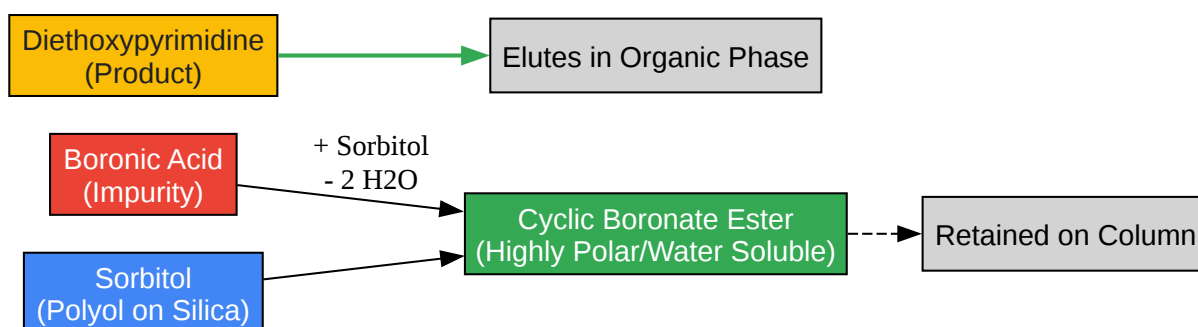 Diethoxypyrimidine
(Product)
Elutes in Organic Phase
Boronic Acid
(Impurity)
+ Sorbitol
- 2 H2O
Cyclic Boronate Ester
(Highly Polar/Water Soluble)
Retained on Column
Sorbitol
(Polyol on Silica)